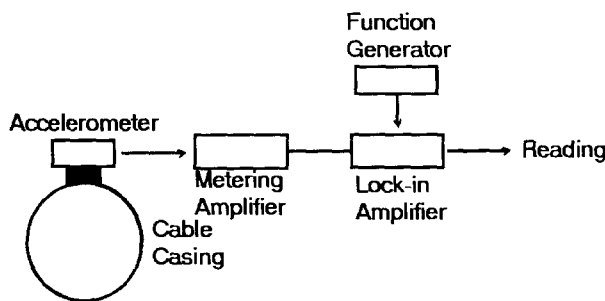 Function
Generator
Accelerometer
Reading
Metering
Amplifier
Lock-in
Amplifier
Cable
Casing